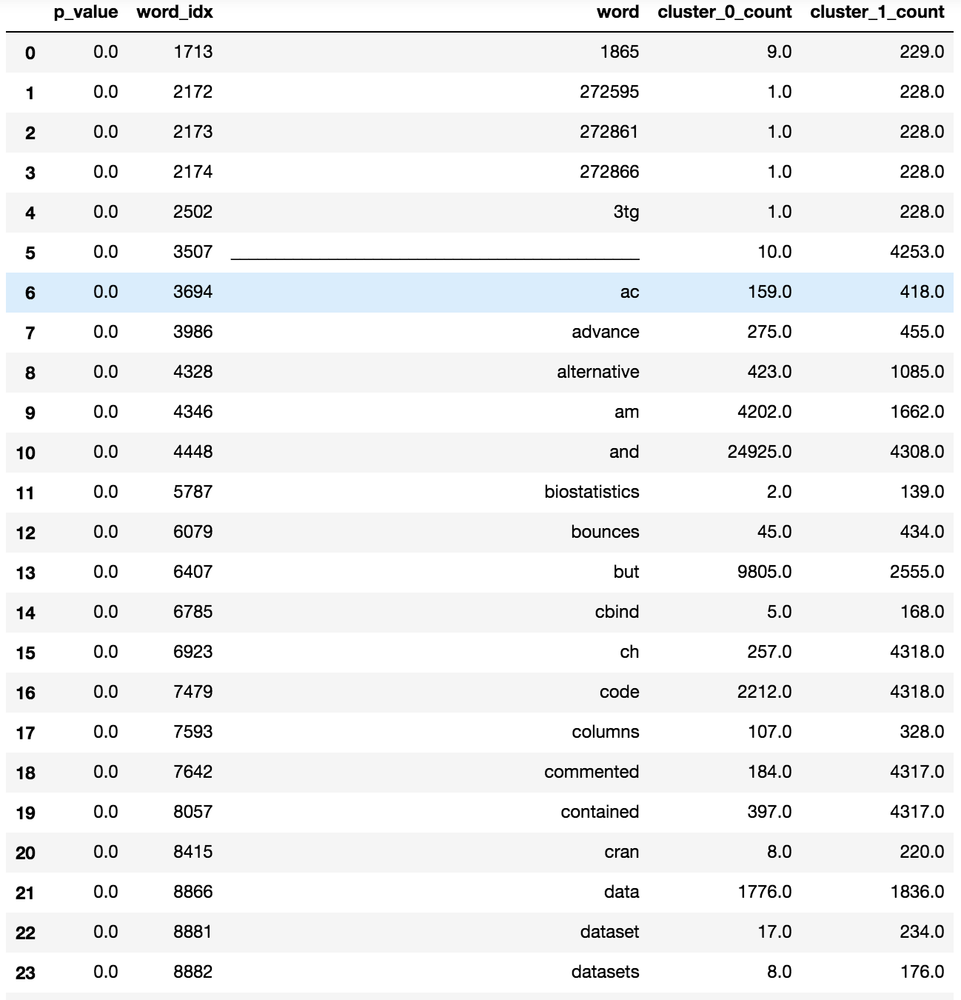 p_value word_idx word cluster_0_count cluster_1_count
0 0.0 1713 1865 9.0 229.0
1 0.0 2172 272595 1.0 228.0
2 0.0 2173 272861 1.0 228.0
3 0.0 2174 272866 1.0 228.0
4 0.0 2502 3tg 1.0 228.0
5 0.0 3507 _______________________________________________ 10.0 4253.0
6 0.0 3694 ac 159.0 418.0
7 0.0 3986 advance 275.0 455.0
8 0.0 4328 alternative 423.0 1085.0
9 0.0 4346 am 4202.0 1662.0
10 0.0 4448 and 24925.0 4308.0
11 0.0 5787 biostatistics 2.0 139.0
12 0.0 6079 bounces 45.0 434.0
13 0.0 6407 but 9805.0 2555.0
14 0.0 6785 cbind 5.0 168.0
15 0.0 6923 ch 257.0 4318.0
16 0.0 7479 code 2212.0 4318.0
17 0.0 7593 columns 107.0 328.0
18 0.0 7642 commented 184.0 4317.0
19 0.0 8057 contained 397.0 4317.0
20 0.0 8415 cran 8.0 220.0
21 0.0 8866 data 1776.0 1836.0
22 0.0 8881 dataset 17.0 234.0
23 0.0 8882 datasets 8.0 176.0